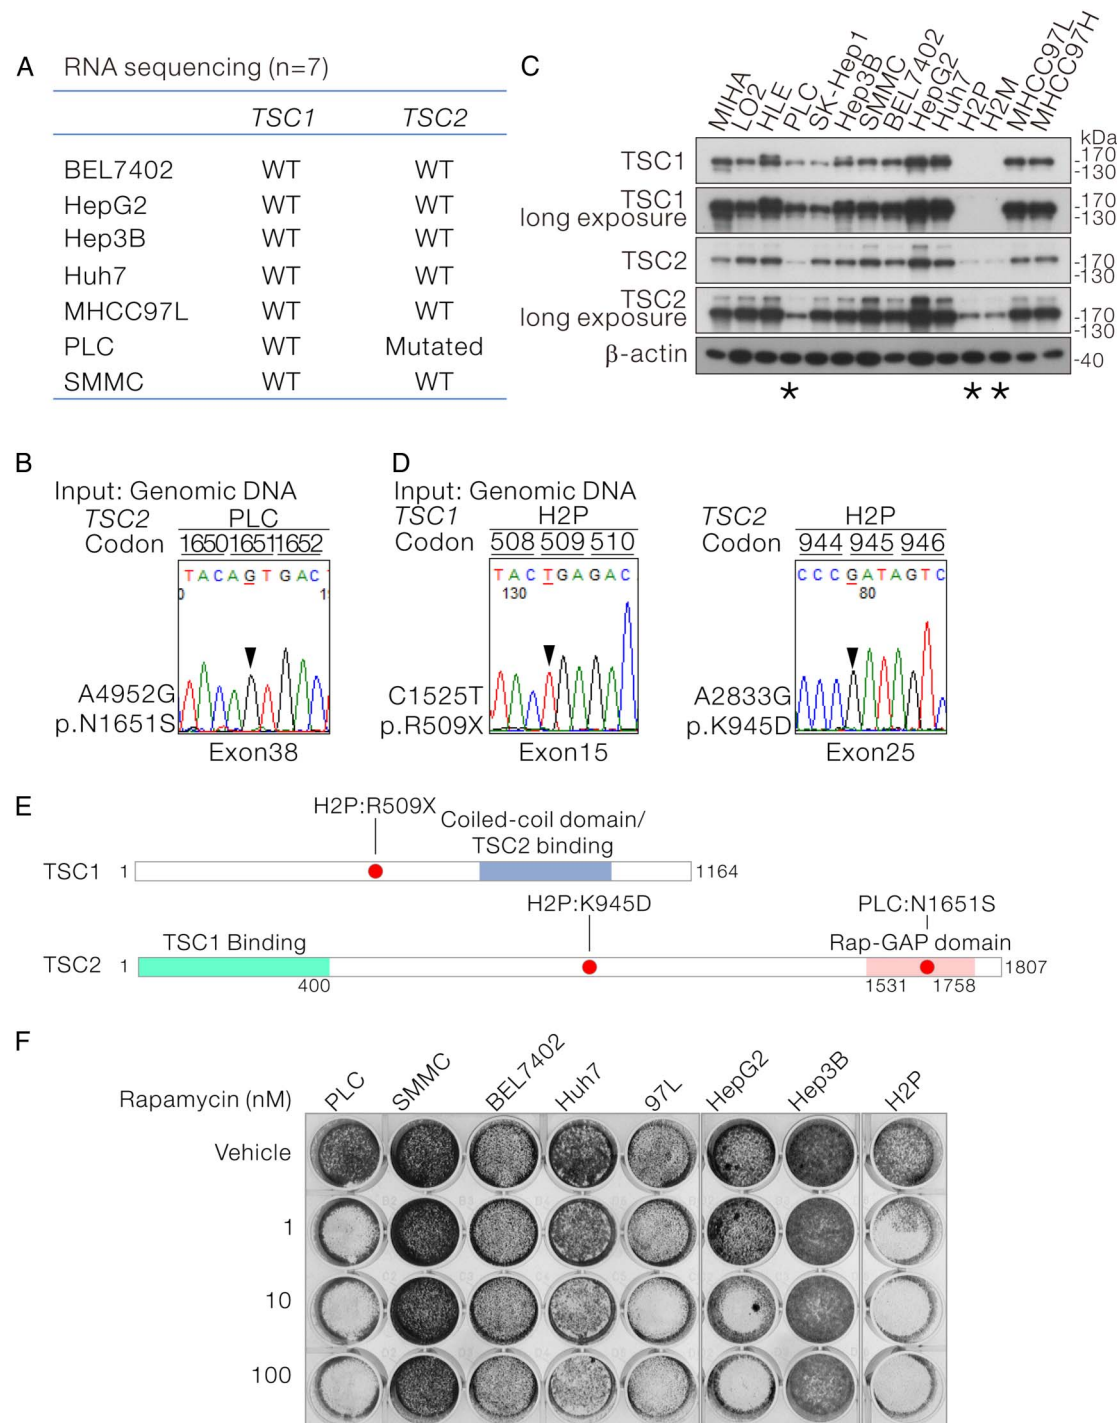 A
RNA sequencing (n=7)
TSC1 TSC2
BEL7402 WT WT
HepG2 WT WT
Hep3B WT WT
Huh7 WT WT
MHCC97L WT WT
PLC WT Mutated
SMMC WT WT
C
MIHA LO2 HLE PLC SK-Hep1 Hep3B SMMC BEL7402 HepG2 Huh7 H2P H2M MHCC97L MHCC97H
kDa
TSC1 -170
-130
TSC1 -170
long exposure -130
TSC2 -170
-130
TSC2
long exposure -170
-130
β-actin -40
* * *
B
Input: Genomic DNA
TSC2 PLC
Codon 1650 1651 1652
TACAGTGAC
A4952G
p.N1651S
Exon38
D
Input: Genomic DNA
TSC1 H2P
Codon 508 509 510
TACTGAGAC
130
C1525T
p.R509X
Exon15
TSC2 H2P
Codon 944 945 946
CCCGATAGTC
80
A2833G
p.K945D
Exon25
E
H2P:R509X
Coiled-coil domain/
TSC2 binding
TSC1 1 1164
H2P:K945D PLC:N1651S
TSC1 Binding Rap-GAP domain
TSC2 1 1807
400 1531 1758
F
Rapamycin (nM) PLC SMMC BEL7402 Huh7 97L HepG2 Hep3B H2P
Vehicle
1
10
100